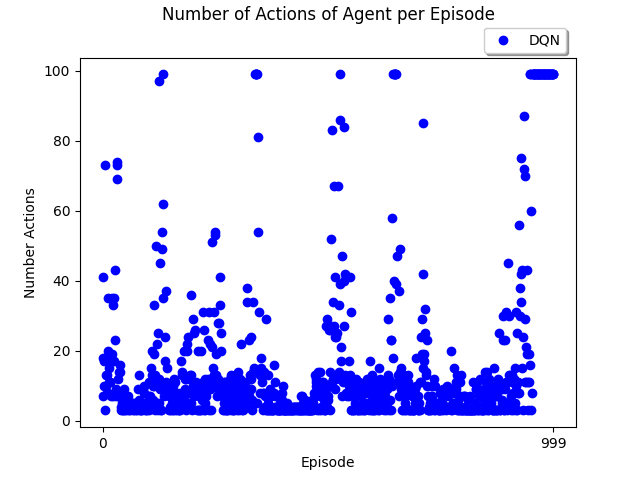 Number of Actions of Agent per Episode
DQN
100
80
60
40
20
0
Number Actions
0
999
Episode